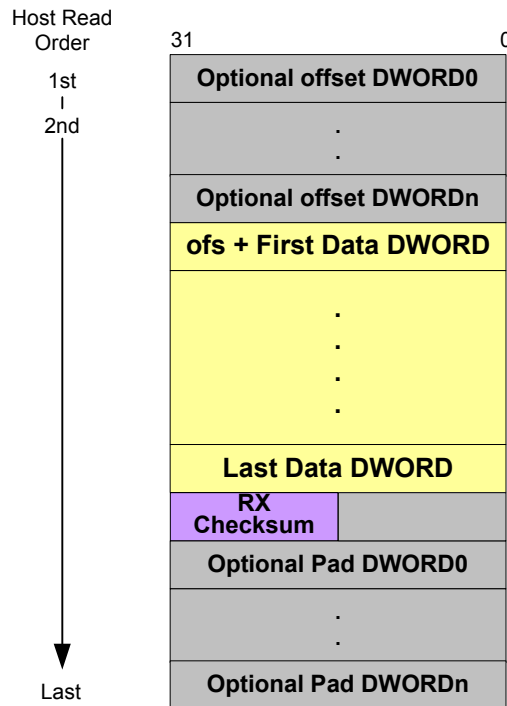 Host Read
Order
31
0
1st
2nd
Last
Optional offset DWORD0
.
.
Optional offset DWORDn
ofs + First Data DWORD
.
.
.
.
Last Data DWORD
RX
Checksum
Optional Pad DWORD0
.
.
Optional Pad DWORDn